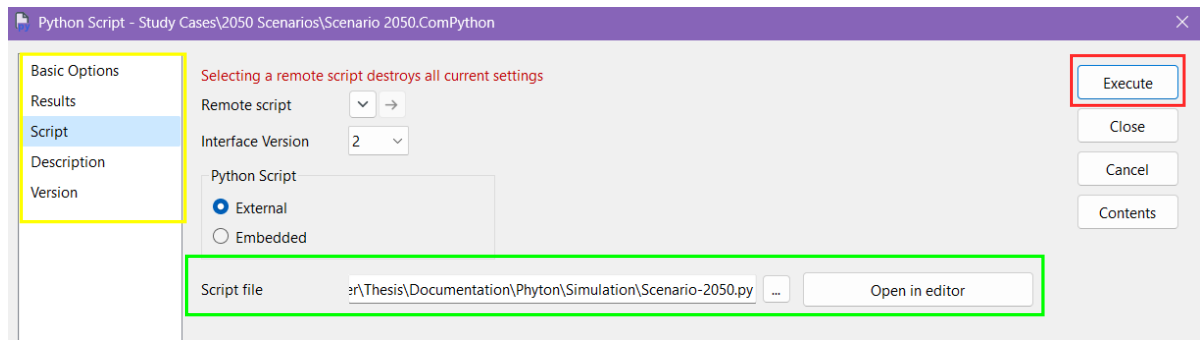 Python Script - Study Cases\2050 Scenarios\Scenario 2050.ComPython
Basic Options
Results
Script
Description
Version
Selecting a remote script destroys all current settings
Remote script
Interface Version 2
Python Script
External
Embedded
Script file er\Thesis\Documentation\Phyton\Simulation\Scenario-2050.py ... Open in editor
Execute
Close
Cancel
Contents